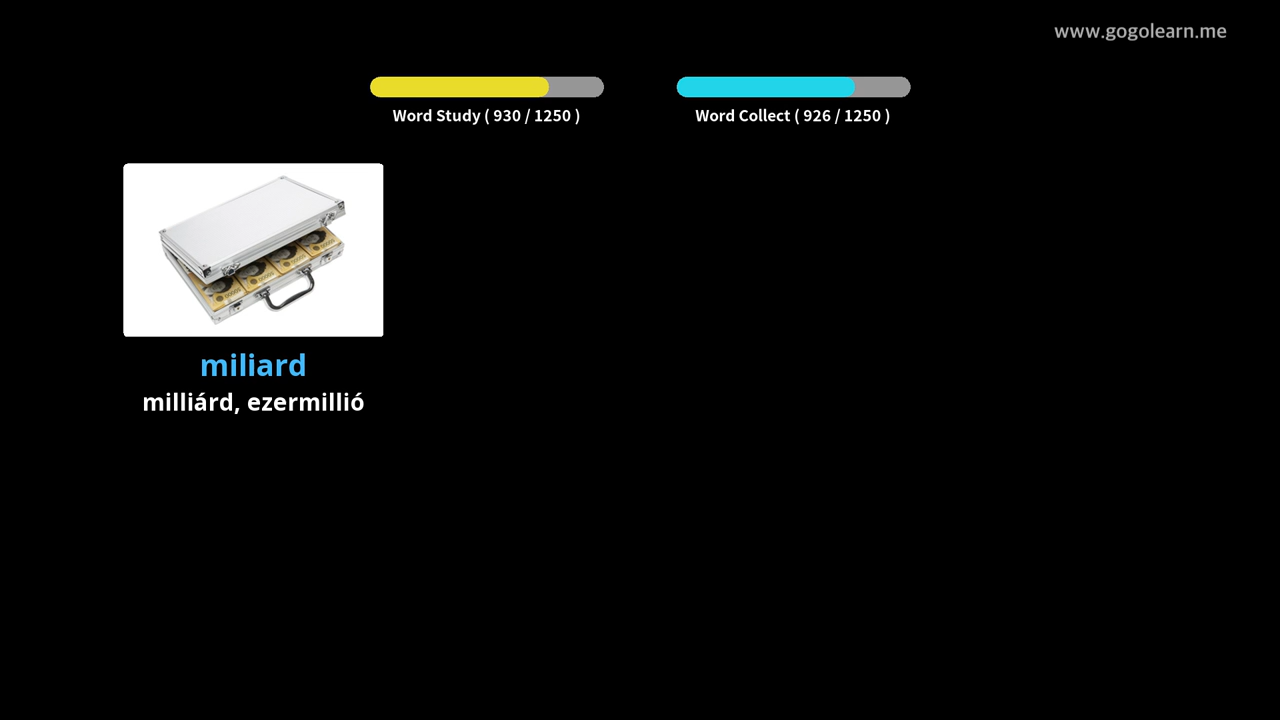 www.gogolearn.me
Word Study ( 930 / 1250 )
Word Collect ( 926 / 1250 )
miliard
milliárd, ezermillió